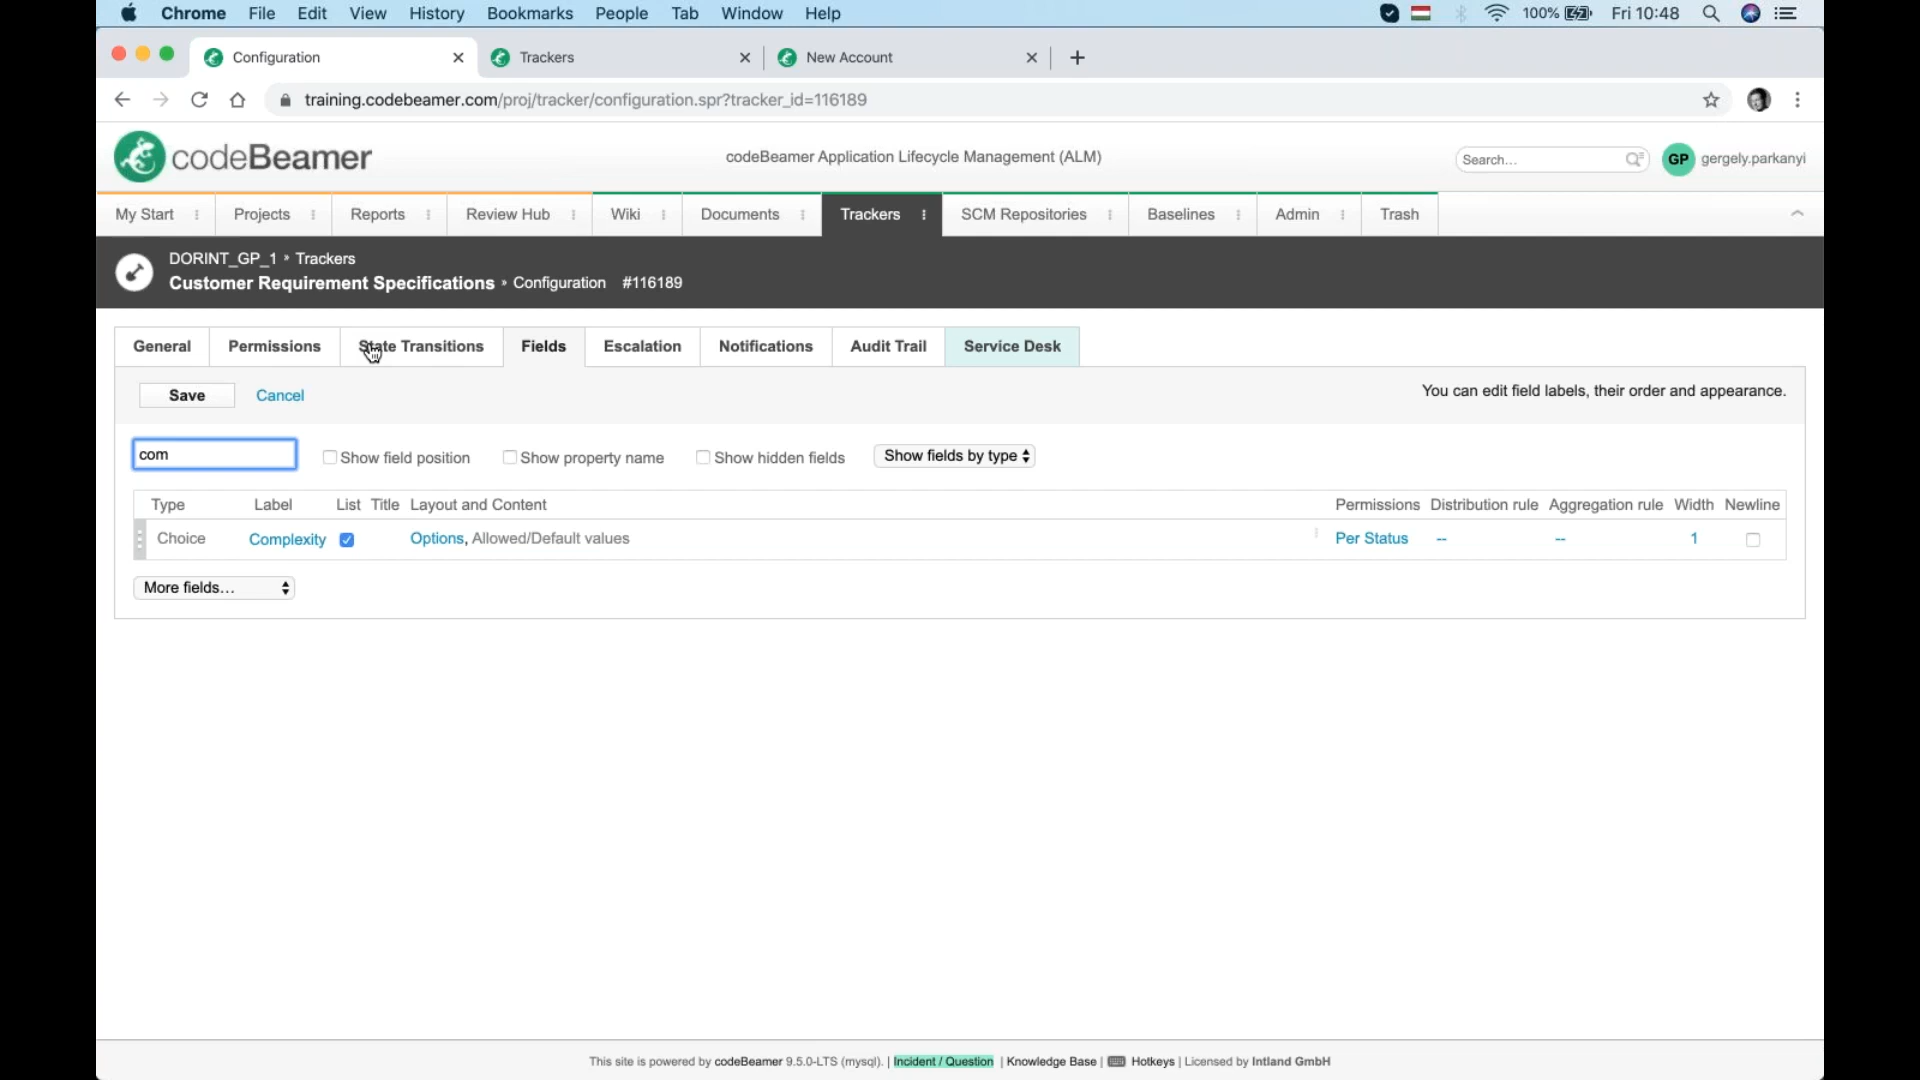 Chrome File Edit View History Bookmarks People Tab Window Help 100% Fri 10:48
Configuration Trackers New Account
training.codebeamer.com/proj/tracker/configuration.spr?tracker_id=116189
codeBeamer codeBeamer Application Lifecycle Management (ALM) Search... GP gergely.parkanyi
My Start Projects Reports Review Hub Wiki Documents Trackers SCM Repositories Baselines Admin Trash
DORINT_GP_1 » Trackers
Customer Requirement Specifications » Configuration #116189
General Permissions State Transitions Fields Escalation Notifications Audit Trail Service Desk
Save Cancel You can edit field labels, their order and appearance.
com Show field position Show property name Show hidden fields Show fields by type
Type Label List Title Layout and Content Permissions Distribution rule Aggregation rule Width Newline
Choice Complexity Options, Allowed/Default values Per Status -- -- 1
More fields...
This site is powered by codeBeamer 9.5.0-LTS (mysql). | Incident / Question | Knowledge Base | Hotkeys | Licensed by Intland GmbH